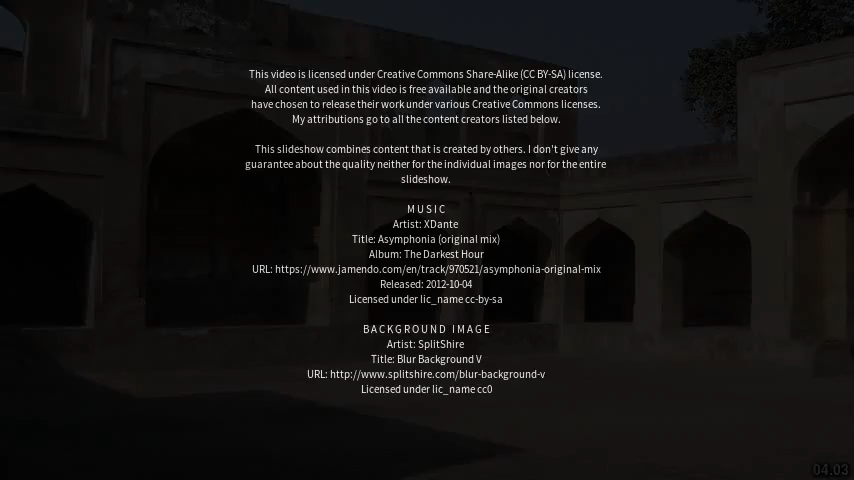 This video is licensed under Creative Commons Share-Alike (CC BY-SA) license.
All content used in this video is free available and the original creators
have chosen to release their work under various Creative Commons licenses.
My attributions go to all the content creators listed below.
This slideshow combines content that is created by others. I don't give any
guarantee about the quality neither for the individual images nor for the entire
slideshow.
MUSIC
Artist: XDante
Title: Asymphonia (original mix)
Album: The Darkest Hour
URL: https://www.jamendo.com/en/track/970521/asymphonia-original-mix
Released: 2012-10-04
Licensed under lic_name cc-by-sa
BACKGROUND IMAGE
Artist: SplitShire
Title: Blur Background V
URL: http://www.splitshire.com/blur-background-v
Licensed under lic_name cc0
04.03